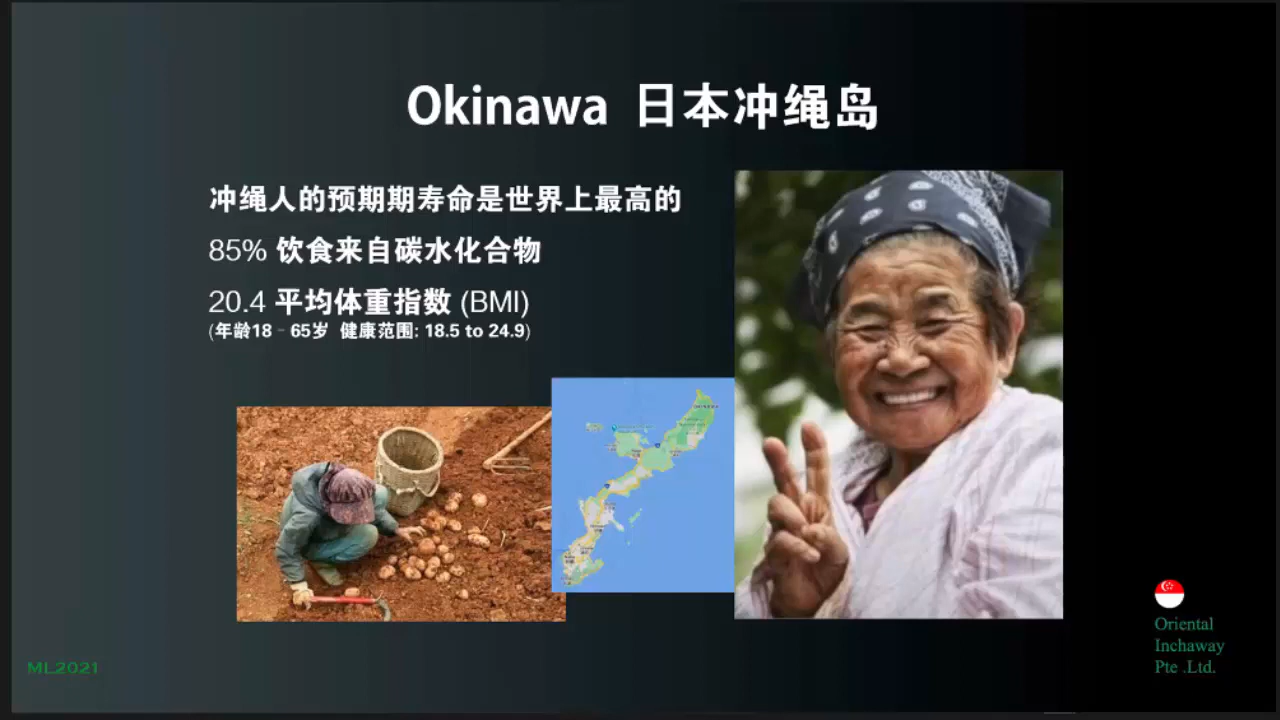 Okinawa 日本冲绳岛
冲绳人的预期期寿命是世界上最高的
85% 饮食来自碳水化合物
20.4 平均体重指数 (BMI)
(年龄18 - 65岁 健康范围: 18.5 to 24.9)
ML2021
Oriental
Inchaway
Pte .Ltd.